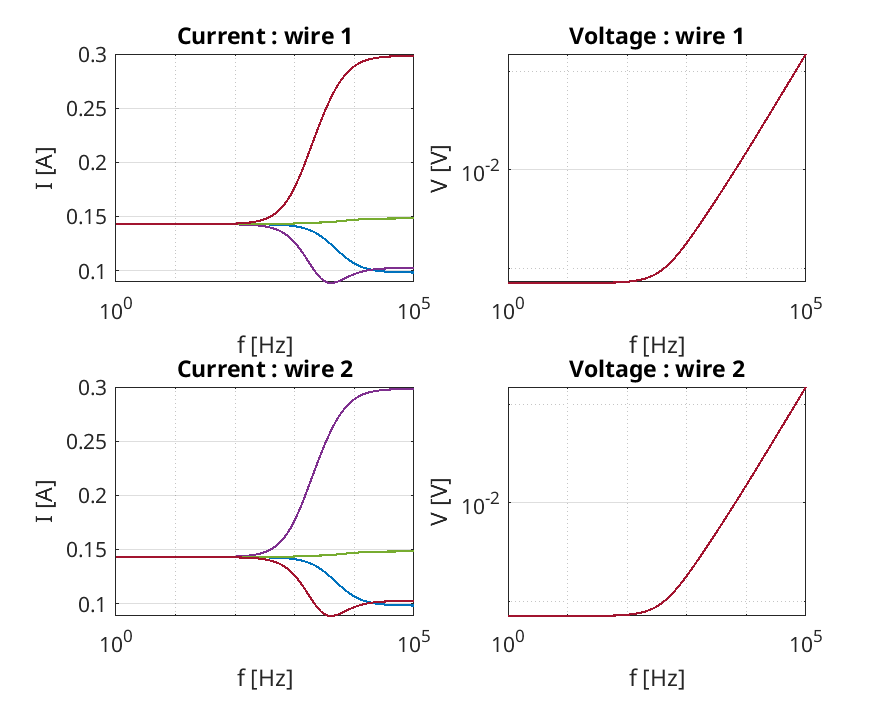 Current : wire 1
0.3
0.25
0.2
0.15
0.1
I [A]
10^0
10^5
f [Hz]
Voltage : wire 1
10^-2
V [V]
10^0
10^5
f [Hz]
Current : wire 2
0.3
0.25
0.2
0.15
0.1
I [A]
10^0
10^5
f [Hz]
Voltage : wire 2
10^-2
V [V]
10^0
10^5
f [Hz]